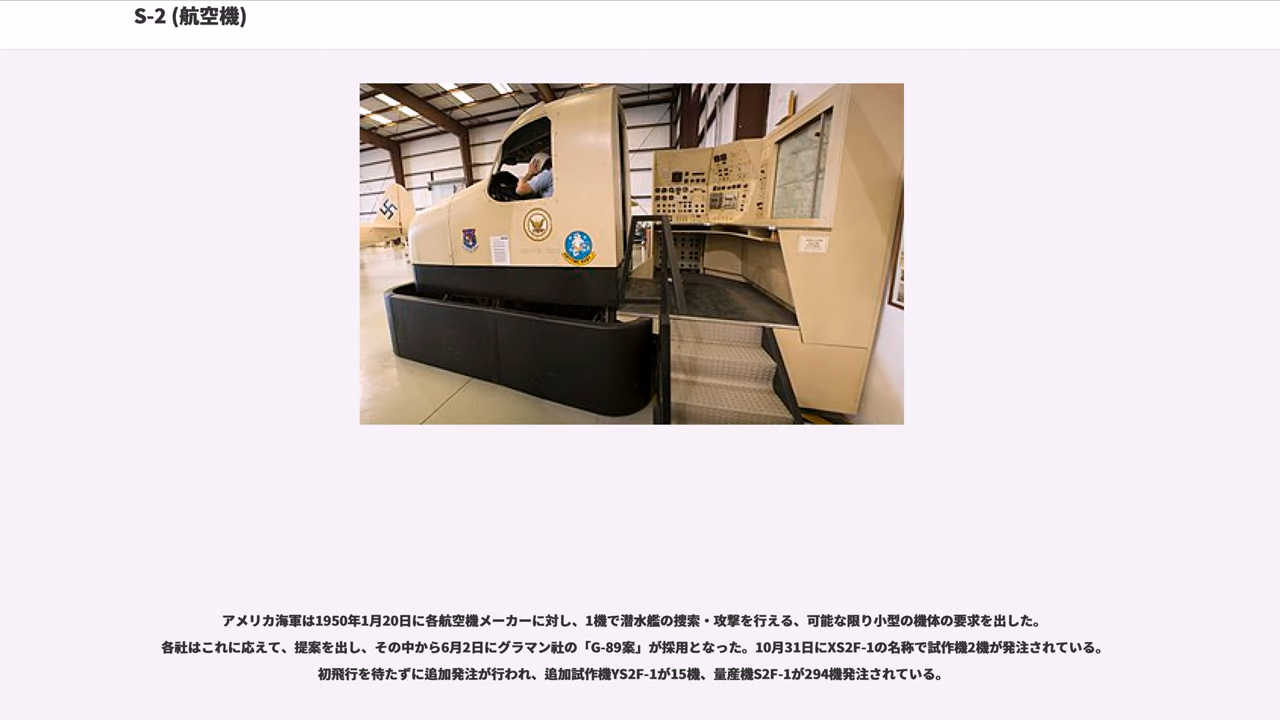 S-2 (航空機)
アメリカ海軍は1950年1月20日に各航空機メーカーに対し、1機で潜水艦の捜索・攻撃を行える、可能な限り小型の機体の要求を出した。
各社はこれに応えて、提案を出し、その中から6月2日にグラマン社の「G-89案」が採用となった。10月31日にXS2F-1の名称で試作機2機が発注されている。
初飛行を待たずに追加発注が行われ、追加試作機YS2F-1が15機、量産機S2F-1が294機発注されている。